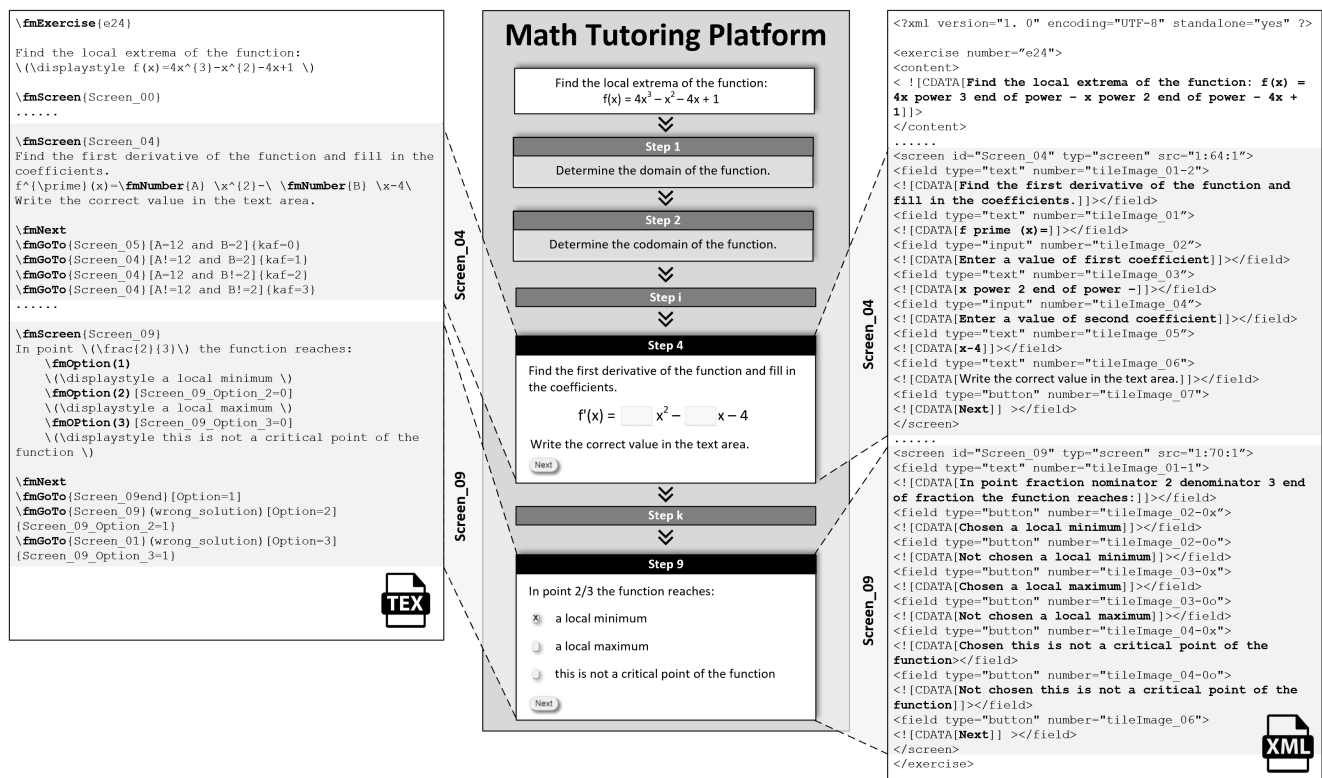 \fmExercise{e24}
Find the local extrema of the function:
\(\displaystyle f(x)=4x^{3}-x^{2}-4x+1 \)
\fmScreen{Screen_00}
......
\fmScreen{Screen_04}
Find the first derivative of the function and fill in the
coefficients.
f^{\prime}(x)=\fmNumber{A} \x^{2}-\ \fmNumber{B} \x-4\
Write the correct value in the text area.
\fmNext
\fmGoTo{Screen_05}[A=12 and B=2]{kaf=0}
\fmGoTo{Screen_04}[A!=12 and B=2]{kaf=1}
\fmGoTo{Screen_04}[A=12 and B!=2]{kaf=2}
\fmGoTo{Screen_04}[A!=12 and B!=2]{kaf=3}
......
\fmScreen{Screen_09}
In point \(\frac{2}{3}\) the function reaches:
\fmOption(1)
\(\displaystyle a local minimum \)
\fmOption(2)[Screen_09_Option_2=0]
\(\displaystyle a local maximum \)
\fmOPtion(3)[Screen_09_Option_3=0]
\(\displaystyle this is not a critical point of the
function \)
\fmNext
\fmGoTo{Screen_09end}[Option=1]
\fmGoTo{Screen_09}(wrong_solution)[Option=2]
{Screen_09_Option_2=1}
\fmGoTo{Screen_01}(wrong_solution)[Option=3]
{Screen_09_Option_3=1}
TEX
Screen_04
Screen_09
Math Tutoring Platform
Find the local extrema of the function:
f(x) = 4x³ – x² – 4x + 1
Step 1
Determine the domain of the function.
Step 2
Determine the codomain of the function.
Step i
Step 4
Find the first derivative of the function and fill in
the coefficients.
f'(x) = x² – x – 4
Write the correct value in the text area.
Next
Step k
Step 9
In point 2/3 the function reaches:
x a local minimum
a local maximum
this is not a critical point of the function
Next
Screen_04
Screen_09
<?xml version="1. 0" encoding="UTF-8" standalone="yes" ?>
<exercise number="e24">
<content>
< ![CDATA[Find the local extrema of the function: f(x) =
4x power 3 end of power – x power 2 end of power – 4x +
1]]>
</content>
......
<screen id="Screen_04" typ="screen" src="1:64:1">
<field type="text" number="tileImage_01-2">
<![CDATA[Find the first derivative of the function and
fill in the coefficients.]]></field>
<field type="text" number="tileImage_01">
<![CDATA[f prime (x)=]]></field>
<field type="input" number="tileImage_02">
<![CDATA[Enter a value of first coefficient]]></field>
<field type="text" number="tileImage_03">
<![CDATA[x power 2 end of power -]]></field>
<field type="input" number="tileImage_04">
<![CDATA[Enter a value of second coefficient]]></field>
<field type="text" number="tileImage_05">
<![CDATA[x-4]]></field>
<field type="text" number="tileImage_06">
<![CDATA[Write the correct value in the text area.]]></field>
<field type="button" number="tileImage_07">
<![CDATA[Next]] ></field>
</screen>
......
<screen id="Screen_09" typ="screen" src="1:70:1">
<field type="text" number="tileImage_01-1">
<![CDATA[In point fraction nominator 2 denominator 3 end
of fraction the function reaches:]]></field>
<field type="button" number="tileImage_02-0x">
<![CDATA[Chosen a local minimum]]></field>
<field type="button" number="tileImage_02-0o">
<![CDATA[Not chosen a local minimum]]></field>
<field type="button" number="tileImage_03-0x">
<![CDATA[Chosen a local maximum]]></field>
<field type="button" number="tileImage_03-0o">
<![CDATA[Not chosen a local maximum]]></field>
<field type="button" number="tileImage_04-0x">
<![CDATA[Chosen this is not a critical point of the
function></field>
<field type="button" number="tileImage_04-0o">
<![CDATA[Not chosen this is not a critical point of the
function]]></field>
<field type="button" number="tileImage_06">
<![CDATA[Next]] ></field>
</screen>
</exercise>
XML